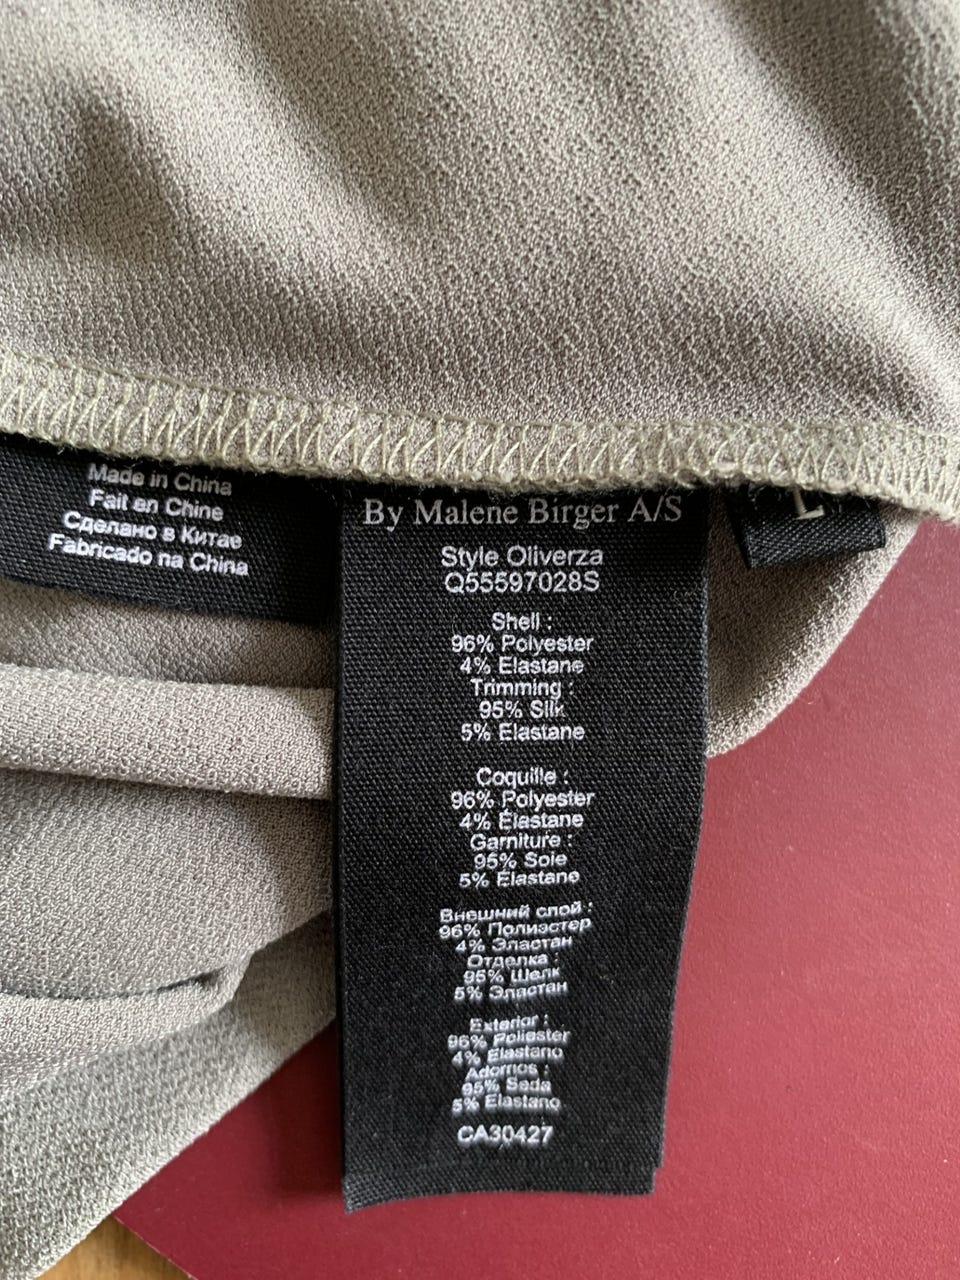 Made in China
Fait en Chine
Сделано в Китае
Fabricado na China
By Malene Birger A/S
Style Oliverza
Q55597028S
Shell :
96% Polyester
4% Elastane
Trimming :
95% Silk
5% Elastane
Coquille :
96% Polyester
4% Élastane
Garniture :
95% Soie
5% Élastane
Внешний слой :
96% Полиэстер
4% Эластан
Отделка :
95% Шелк
5% Эластан
Exterior :
96% Poliester
4% Elastano
Adornos :
95% Seda
5% Elastano
CA30427
L